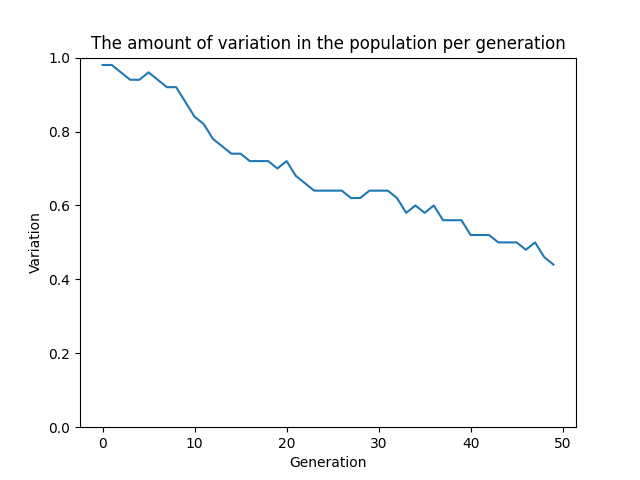 The amount of variation in the population per generation
1.0
0.8
0.6
0.4
0.2
0.0
Variation
0 10 20 30 40 50
Generation